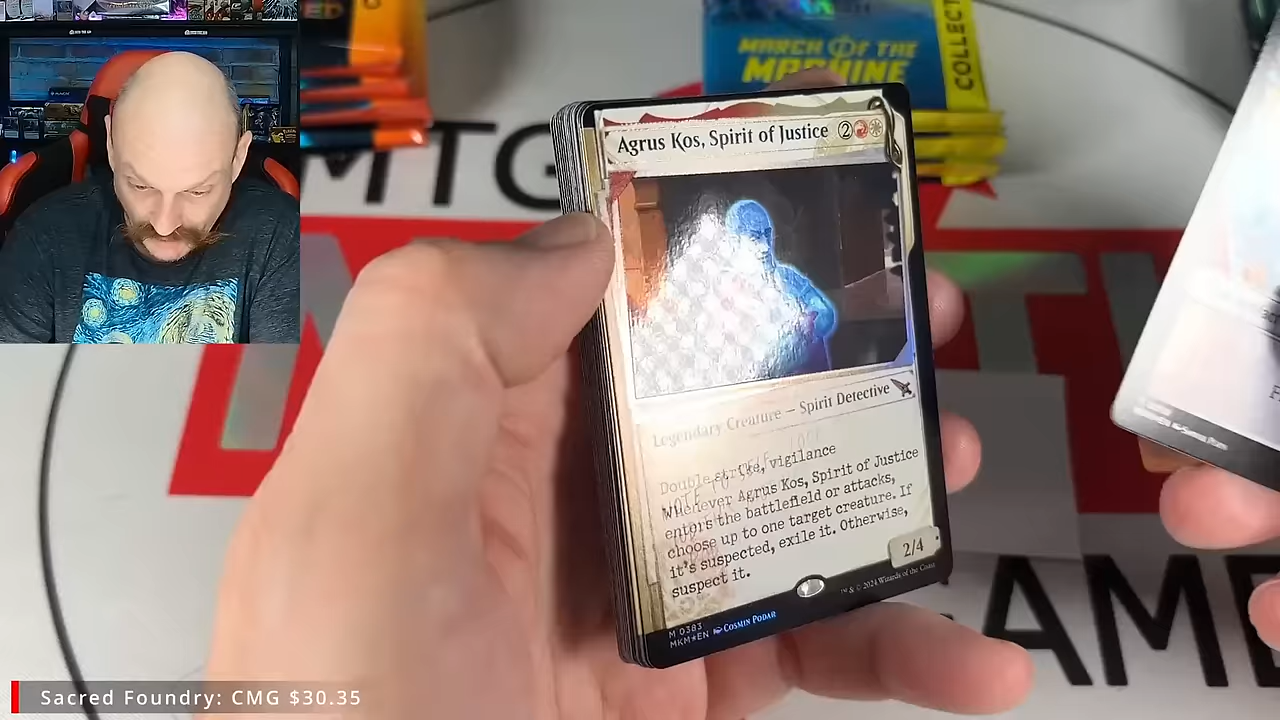 MARCH OF THE
MACHINE
COLLECT
MTG
GAME
Agrus Kos, Spirit of Justice 2
Legendary Creature — Spirit Detective
Double strike, vigilance
Whenever Agrus Kos, Spirit of Justice
enters the battlefield or attacks,
choose up to one target creature. If
it's suspected, exile it. Otherwise,
suspect it.
2/4
M 0383
MKM★EN COSMIN PODAR
™ & © 2024 Wizards of the Coast
Sacred Foundry: CMG $30.35